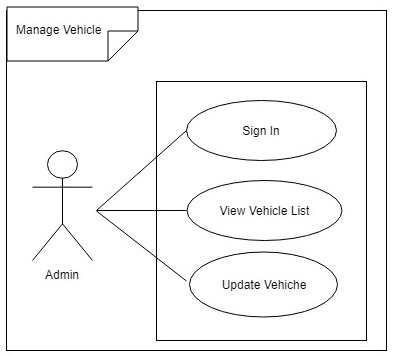 Manage Vehicle
Sign In
View Vehicle List
Admin
Update Vehiche